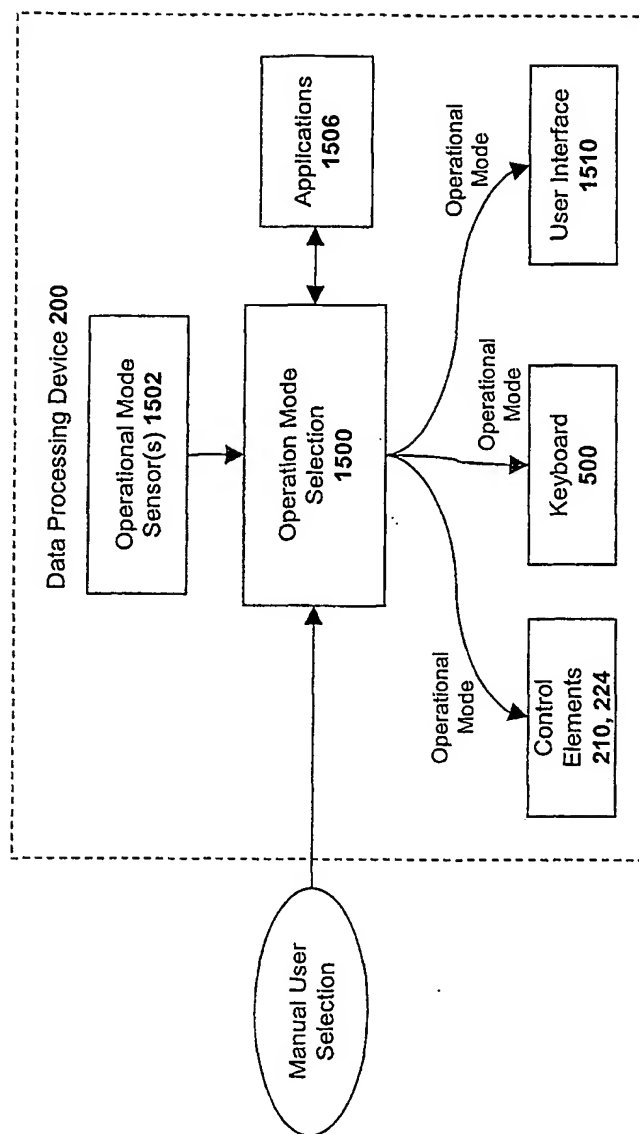 Data Processing Device 200
Operational Mode
Sensor(s) 1502
Manual User
Selection
Operation Mode
Selection
1500
Applications
1506
Operational
Mode
Operational
Mode
Operational
Mode
Control
Elements
210, 224
Keyboard
500
User Interface
1510